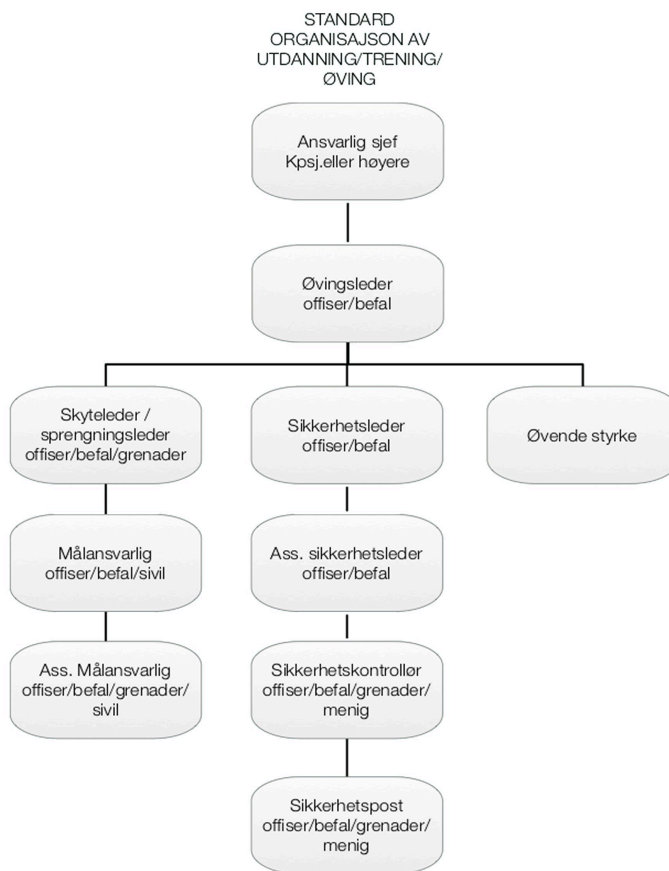 STANDARD
ORGANISAJSON AV
UTDANNING/TRENING/
ØVING
Ansvarlig sjef
Kpsj.eller høyere
Øvingsleder
offiser/befal
Skyteleder /
sprengningsleder
offiser/befal/grenader
Sikkerhetsleder
offiser/befal
Øvende styrke
Målansvarlig
offiser/befal/sivil
Ass. sikkerhetsleder
offiser/befal
Ass. Målansvarlig
offiser/befal/grenader/
sivil
Sikkerhetskontrollør
offiser/befal/grenader/
menig
Sikkerhetspost
offiser/befal/grenader/
menig